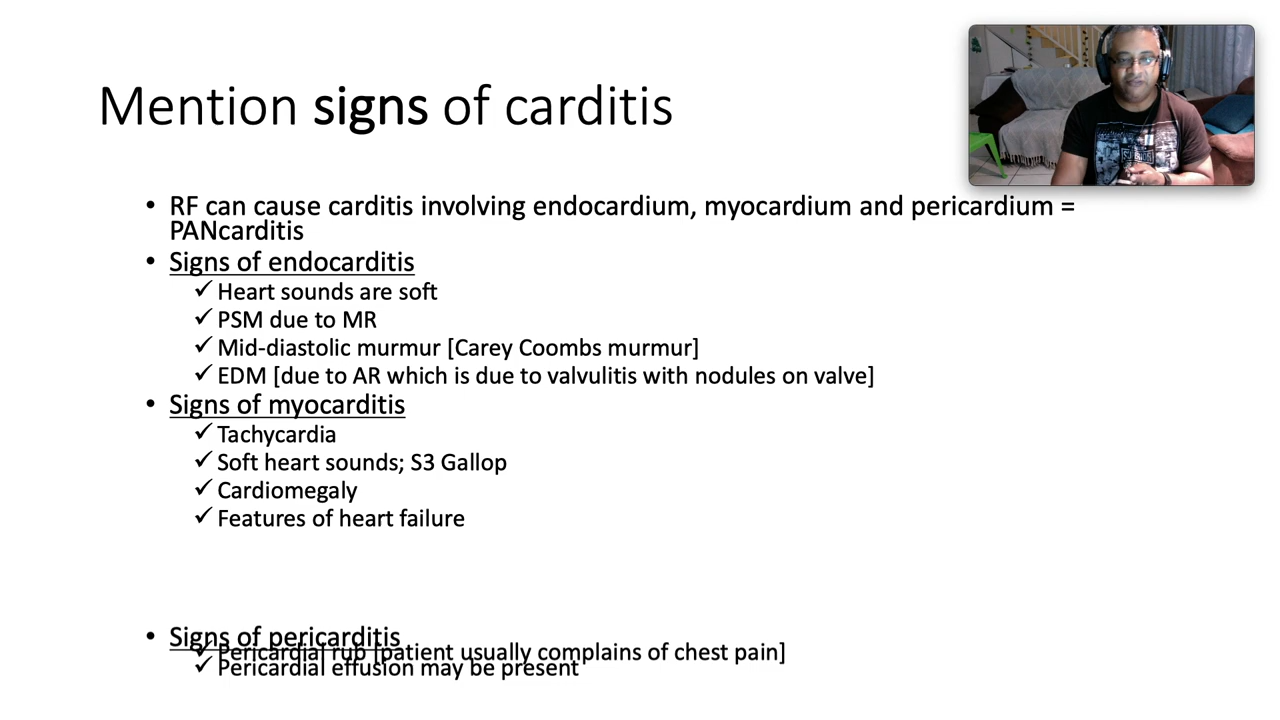 Mention signs of carditis
• RF can cause carditis involving endocardium, myocardium and pericardium =
PANcarditis
• Signs of endocarditis
✓ Heart sounds are soft
✓ PSM due to MR
✓ Mid-diastolic murmur [Carey Coombs murmur]
✓ EDM [due to AR which is due to valvulitis with nodules on valve]
• Signs of myocarditis
✓ Tachycardia
✓ Soft heart sounds; S3 Gallop
✓ Cardiomegaly
✓ Features of heart failure
• Signs of pericarditis
✓ Pericardial rub [patient usually complains of chest pain]
✓ Pericardial effusion may be present